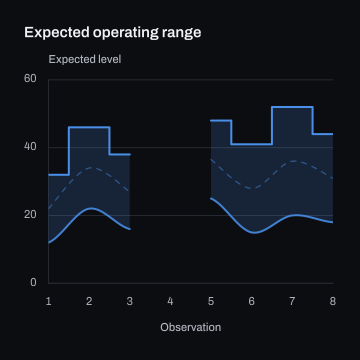 Expected operating range
Expected level
60
40
20
0
1 2 3 4 5 6 7 8
Observation